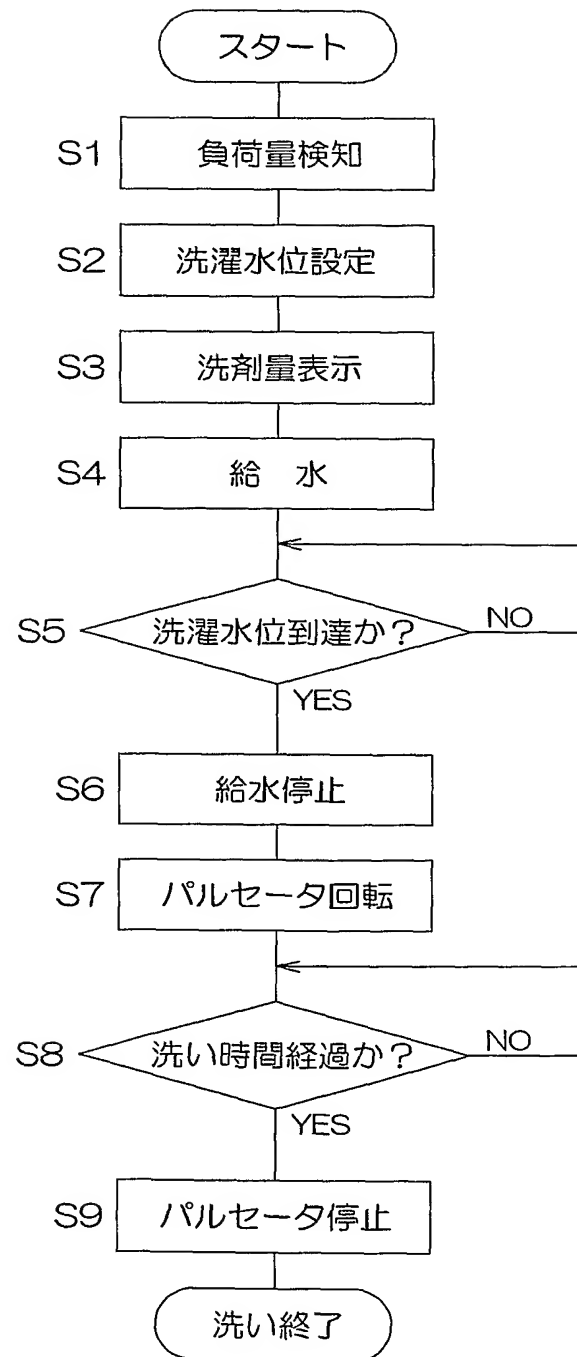 スタート
S1 負荷量検知
S2 洗濯水位設定
S3 洗剤量表示
S4 給 水
S5 洗濯水位到達か？ NO
YES
S6 給水停止
S7 パルセータ回転
S8 洗い時間経過か？ NO
YES
S9 パルセータ停止
洗い終了